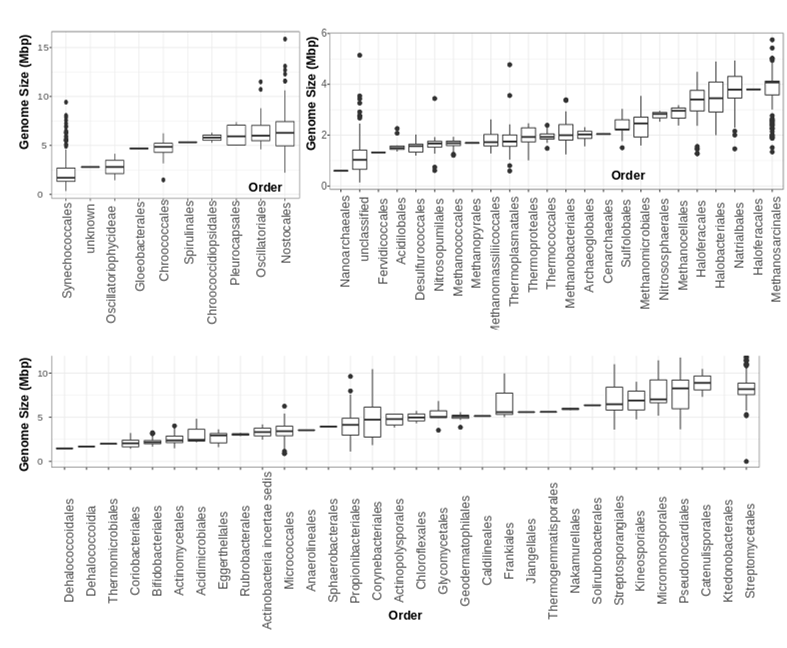 Genome Size (Mbp)
15
10
5
0
Order
Synechococcales
unknown
Oscillatoriophycideae
Gloeobacterales
Chroococcales
Spirulinales
Chroococcidiopsidales
Pleurocapsales
Oscillatoriales
Nostocales
Genome Size (Mbp)
6
4
2
0
Order
Nanoarchaeales
unclassified
Fervidicoccales
Acidilobales
Desulfurococcales
Nitrosopumilales
Methanococcales
Methanopyrales
Methanomassiliicoccales
Thermoplasmatales
Thermoproteales
Thermococcales
Methanobacteriales
Archaeoglobales
Cenarchaeales
Sulfolobales
Methanomicrobiales
Nitrososphaerales
Methanocellales
Haloferacales
Halobacteriales
Natrialbales
Haloferacales
Methanosarcinales
Genome Size (Mbp)
10
5
0
Dehalococcoidales
Dehalococcoidia
Thermomicrobiales
Coriobacteriales
Bifidobacteriales
Actinomycetales
Acidimicrobiales
Eggerthellales
Rubrobacterales
Actinobacteria incertae sedis
Micrococcales
Anaerolineales
Sphaerobacterales
Propionibacteriales
Corynebacteriales
Actinopolysporales
Chloroflexales
Glycomycetales
Geodermatophilales
Caldilineales
Frankiales
Jiangellales
Thermogemmatisporales
Nakamurellales
Solirubrobacterales
Streptosporangiales
Kineosporiales
Micromonosporales
Pseudonocardiales
Catenulisporales
Ktedonobacterales
Streptomycetales
Order